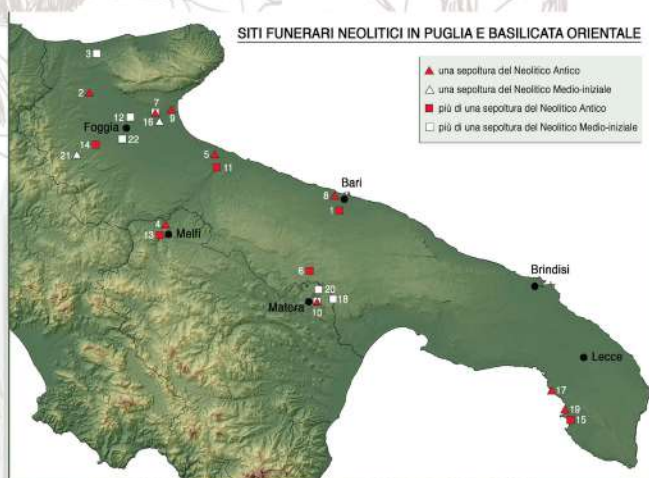 SITI FUNERARI NEOLITICI IN PUGLIA E BASILICATA ORIENTALE
una sepoltura del Neolitico Antico
una sepoltura del Neolitico Medio-iniziale
più di una sepoltura del Neolitico Antico
più di una sepoltura del Neolitico Medio-iniziale
3
2
7
12
16
9
Foggia
14
22
21
5
11
8
Bari
1
4
13
Melfi
6
20
Matera
18
10
Brindisi
Lecce
17
19
15